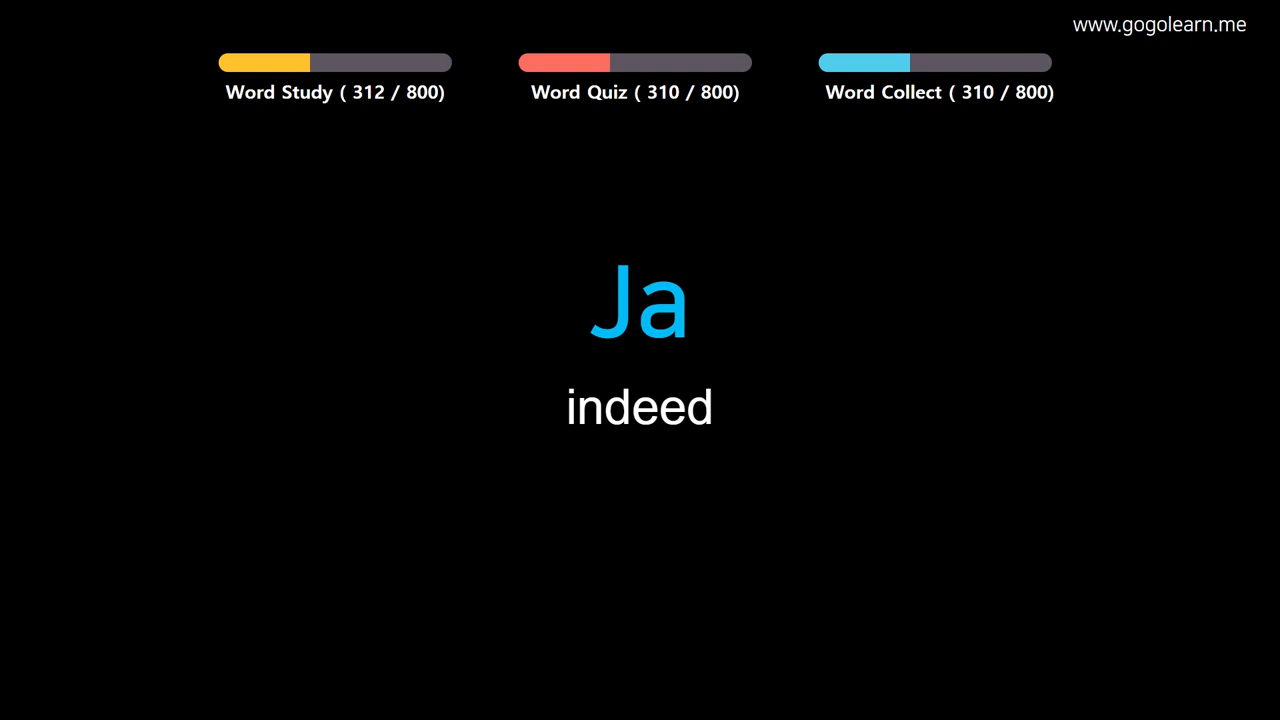 www.gogolearn.me
Word Study ( 312 / 800)
Word Quiz ( 310 / 800)
Word Collect ( 310 / 800)
Ja
indeed